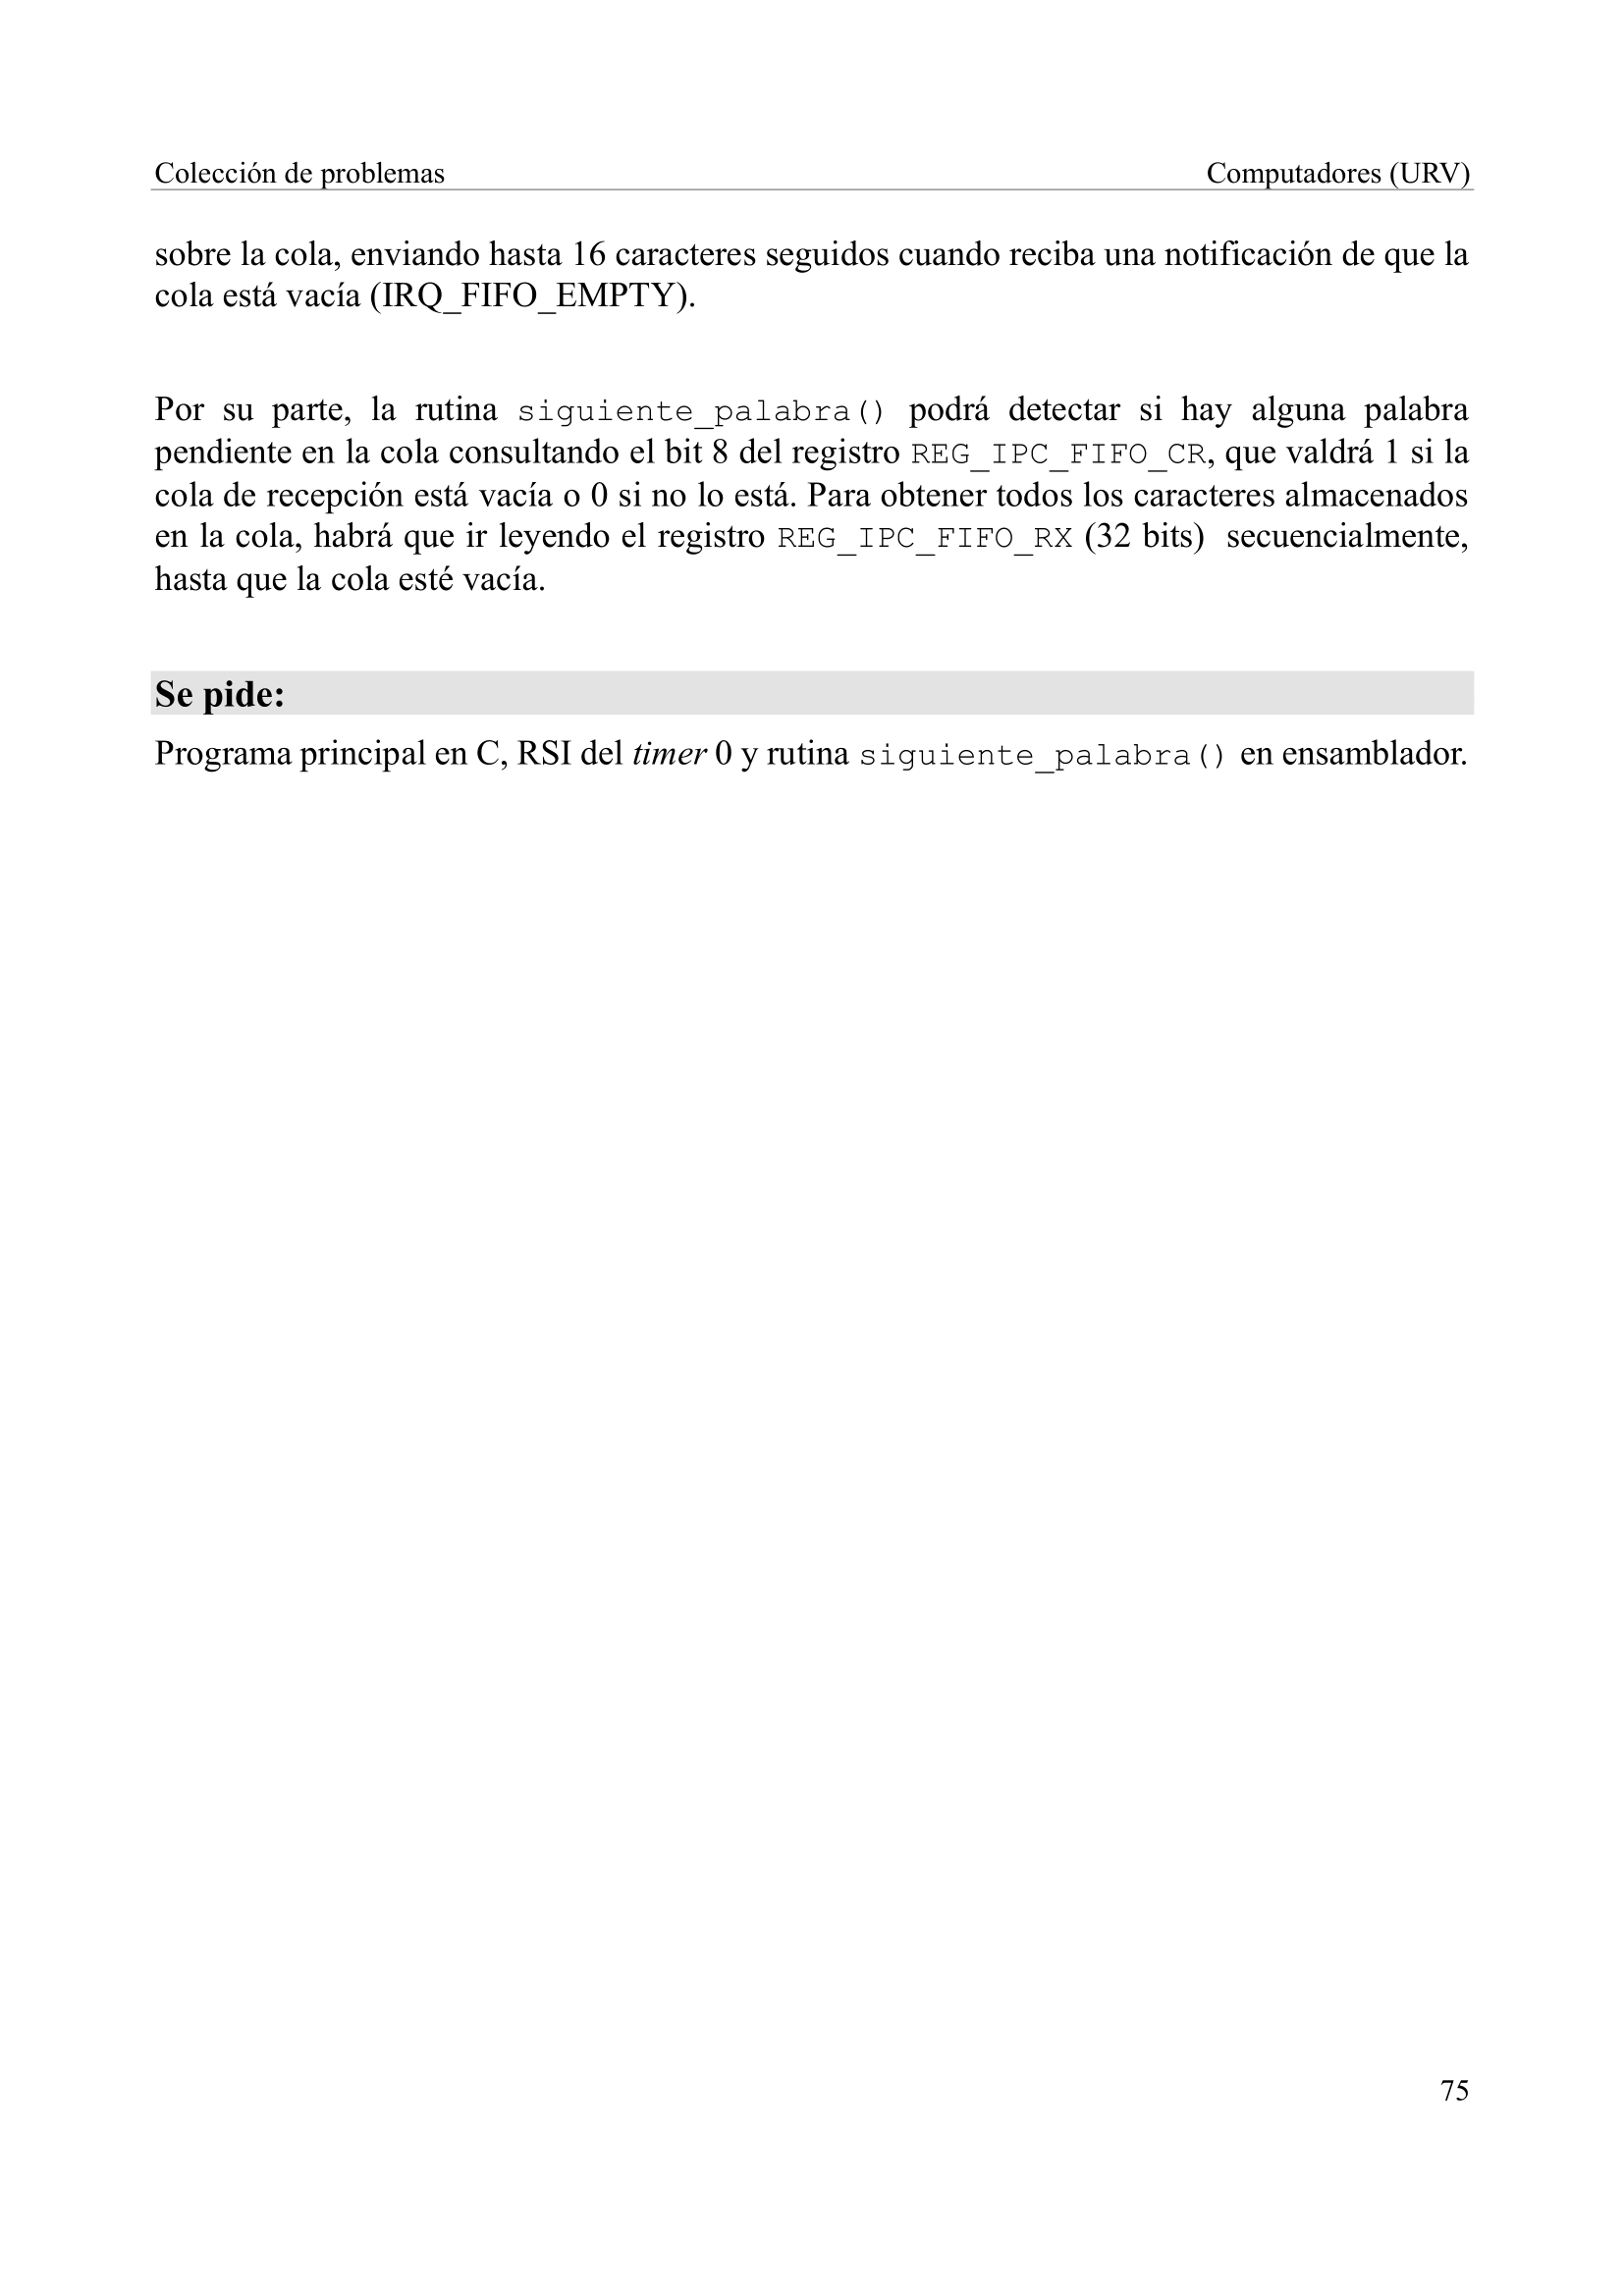 Colección de problemas
Computadores (URV)
sobre la cola, enviando hasta 16 caracteres seguidos cuando reciba una notificación de que la
cola está vacía (IRQ_FIFO_EMPTY).
Por su parte, la rutina siguiente_palabra() podrá detectar si hay alguna palabra
pendiente en la cola consultando el bit 8 del registro REG_IPC_FIFO_CR, que valdrá 1 si la
cola de recepción está vacía o 0 si no lo está. Para obtener todos los caracteres almacenados
en la cola, habrá que ir leyendo el registro REG_IPC_FIFO_RX (32 bits) secuencialmente,
hasta que la cola esté vacía.
Se pide:
Programa principal en C, RSI del timer 0 y rutina siguiente_palabra() en ensamblador.
75